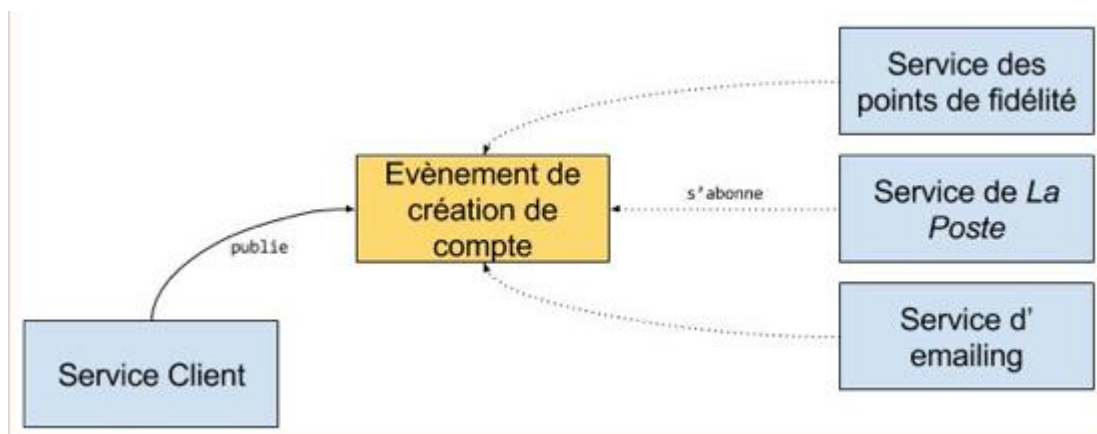 Service des
points de fidélité
Evènement de
création de
compte
s'abonne
Service de La
Poste
publie
Service d'
emailing
Service Client